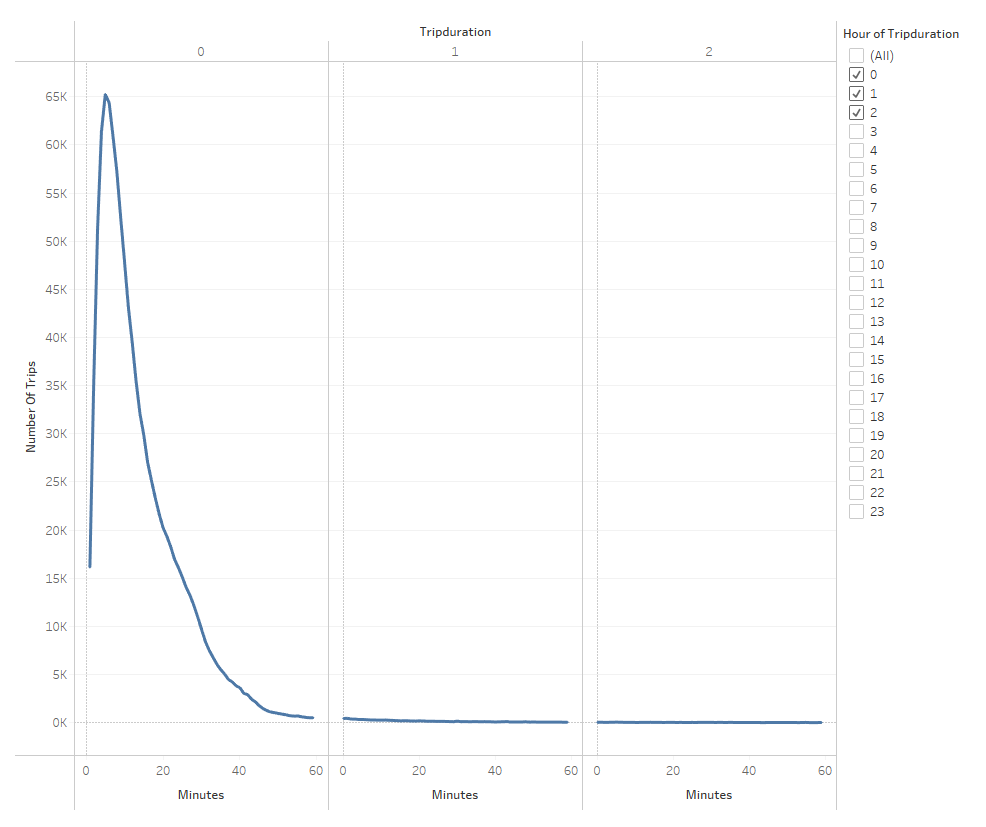 Tripduration
0
1
2
65K
60K
55K
50K
45K
40K
35K
30K
25K
20K
15K
10K
5K
0K
Number Of Trips
0 20 40 60 0 20 40 60 0 20 40 60
Minutes Minutes Minutes
Hour of Tripduration
(All)
0
1
2
3
4
5
6
7
8
9
10
11
12
13
14
15
16
17
18
19
20
21
22
23